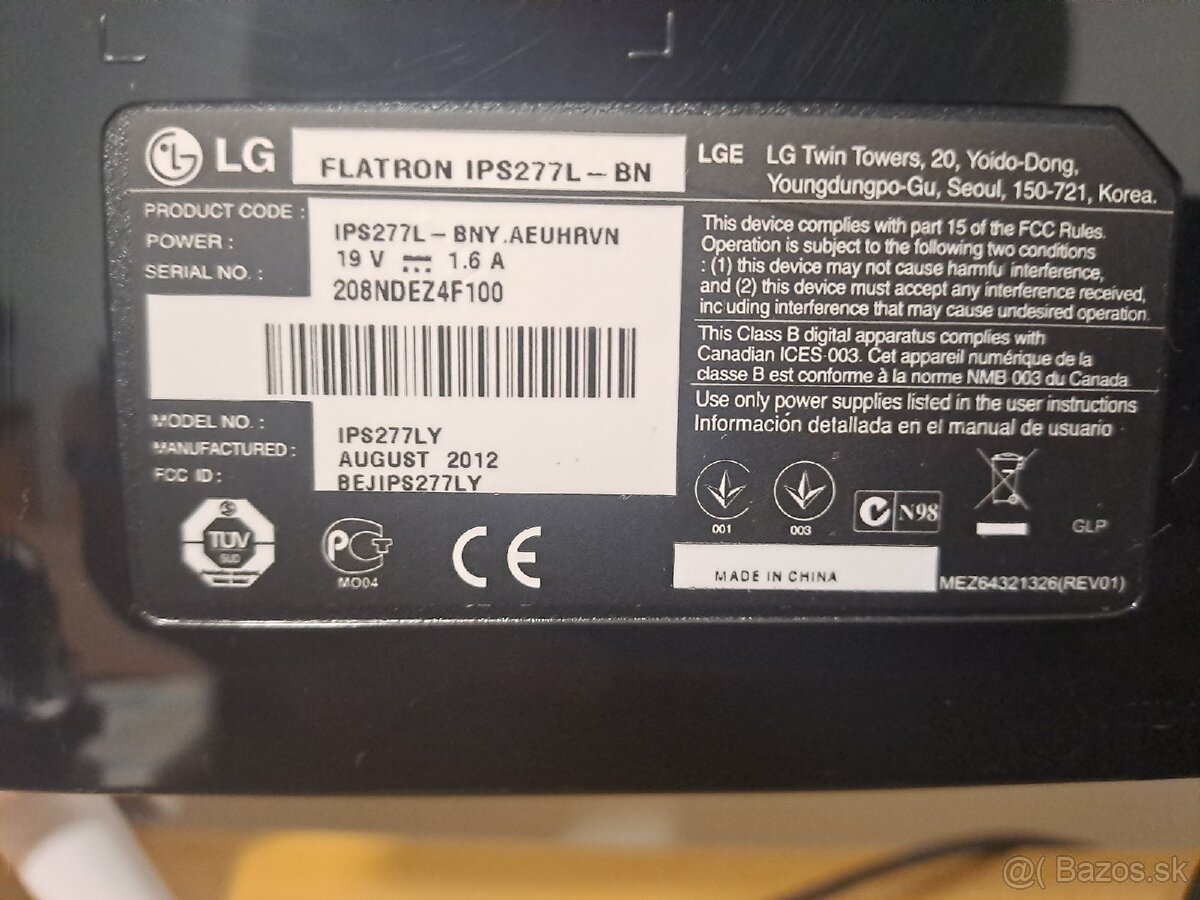 LG FLATRON IPS277L-BN
PRODUCT CODE : IPS277L-BNY.AEUHRVN
POWER : 19 V 1.6 A
SERIAL NO. : 208NDEZ4F100
MODEL NO. : IPS277LY
MANUFACTURED : AUGUST 2012
FCC ID : BEJIPS277LY
TÜV
SÜD
PCT
MO04
CE
LGE LG Twin Towers, 20, Yoido-Dong,
Youngdungpo-Gu, Seoul, 150-721, Korea.
This device complies with part 15 of the FCC Rules.
Operation is subject to the following two conditions
: (1) this device may not cause harmful interference,
and (2) this device must accept any interference received,
including interference that may cause undesired operation.
This Class B digital apparatus complies with
Canadian ICES-003. Cet appareil numérique de la
classe B est conforme à la norme NMB 003 du Canada
Use only power supplies listed in the user instructions
Información detallada en el manual de usuario
001
003
N98
GLP
MADE IN CHINA
MEZ64321326(REV01)
@( Bazos.sk